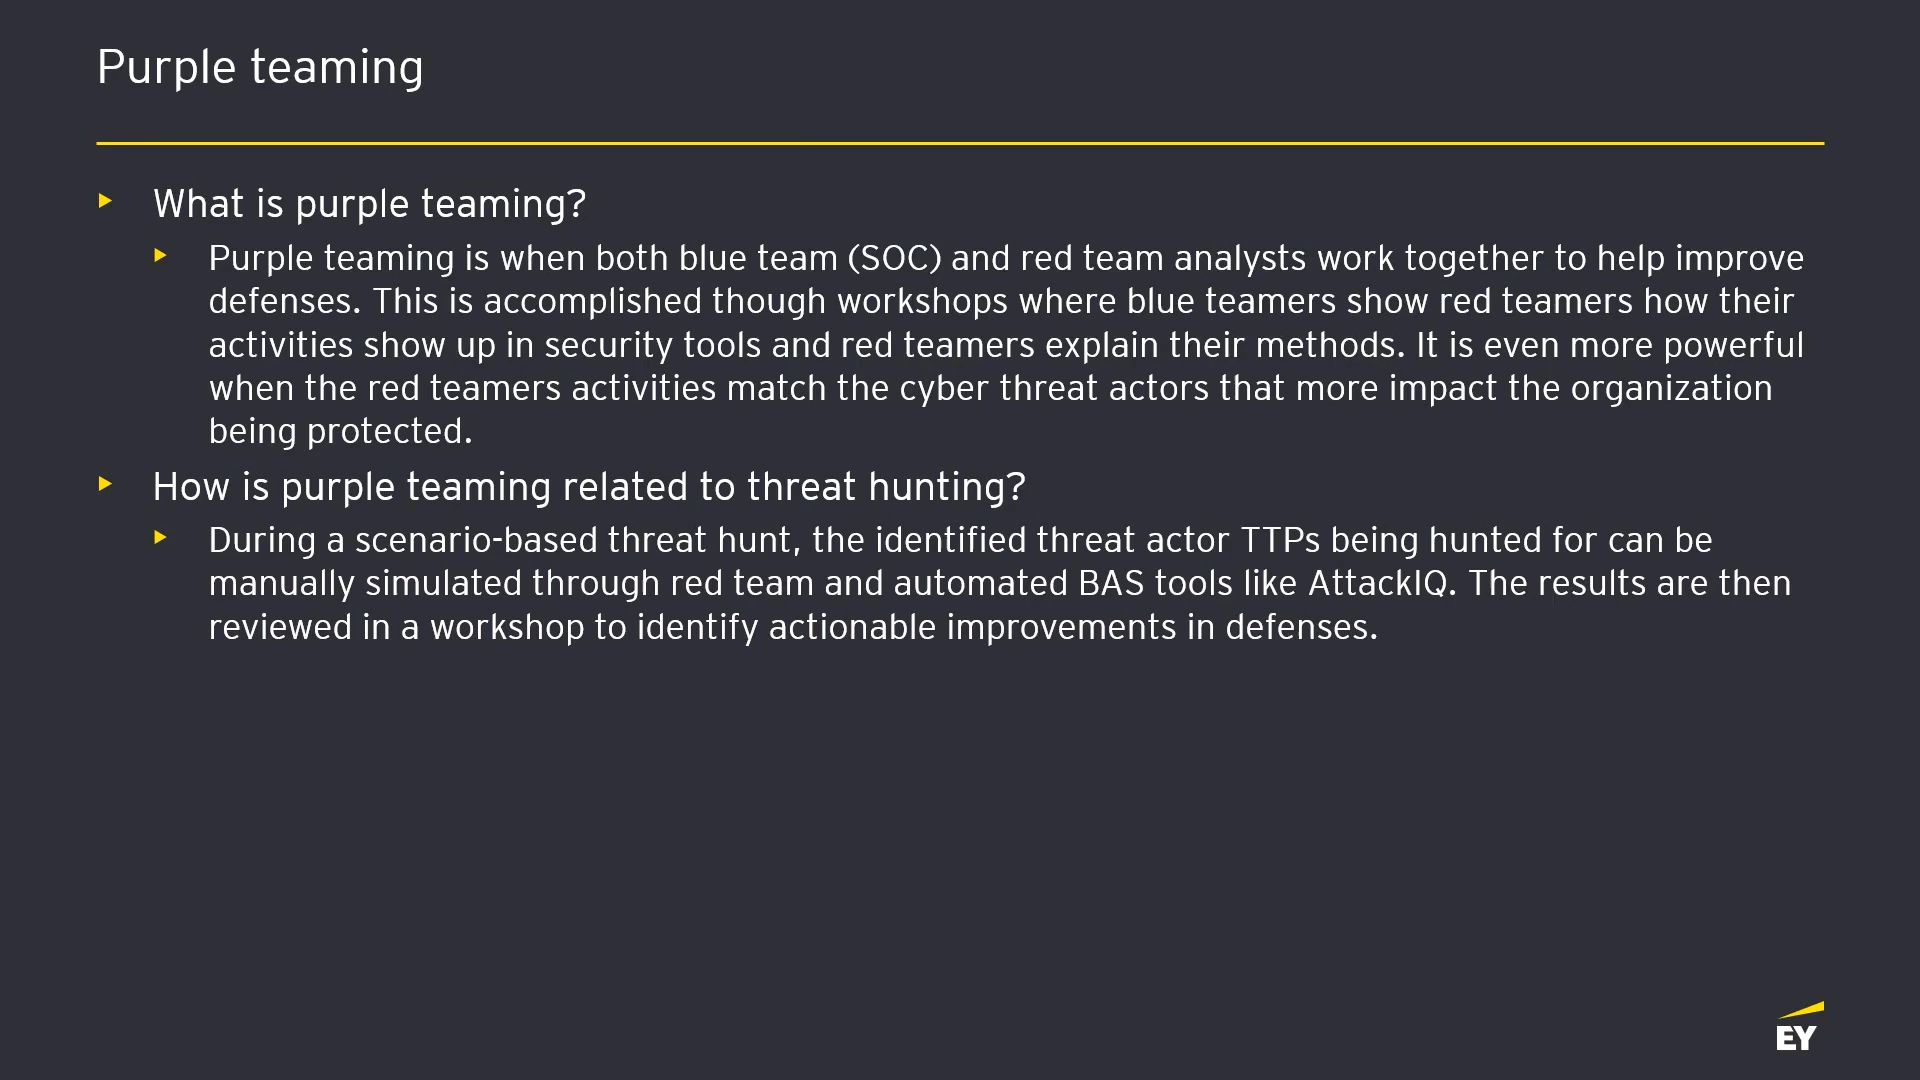 Purple teaming
What is purple teaming?
Purple teaming is when both blue team (SOC) and red team analysts work together to help improve
defenses. This is accomplished though workshops where blue teamers show red teamers how their
activities show up in security tools and red teamers explain their methods. It is even more powerful
when the red teamers activities match the cyber threat actors that more impact the organization
being protected.
How is purple teaming related to threat hunting?
During a scenario-based threat hunt, the identified threat actor TTPs being hunted for can be
manually simulated through red team and automated BAS tools like AttackIQ. The results are then
reviewed in a workshop to identify actionable improvements in defenses.
EY